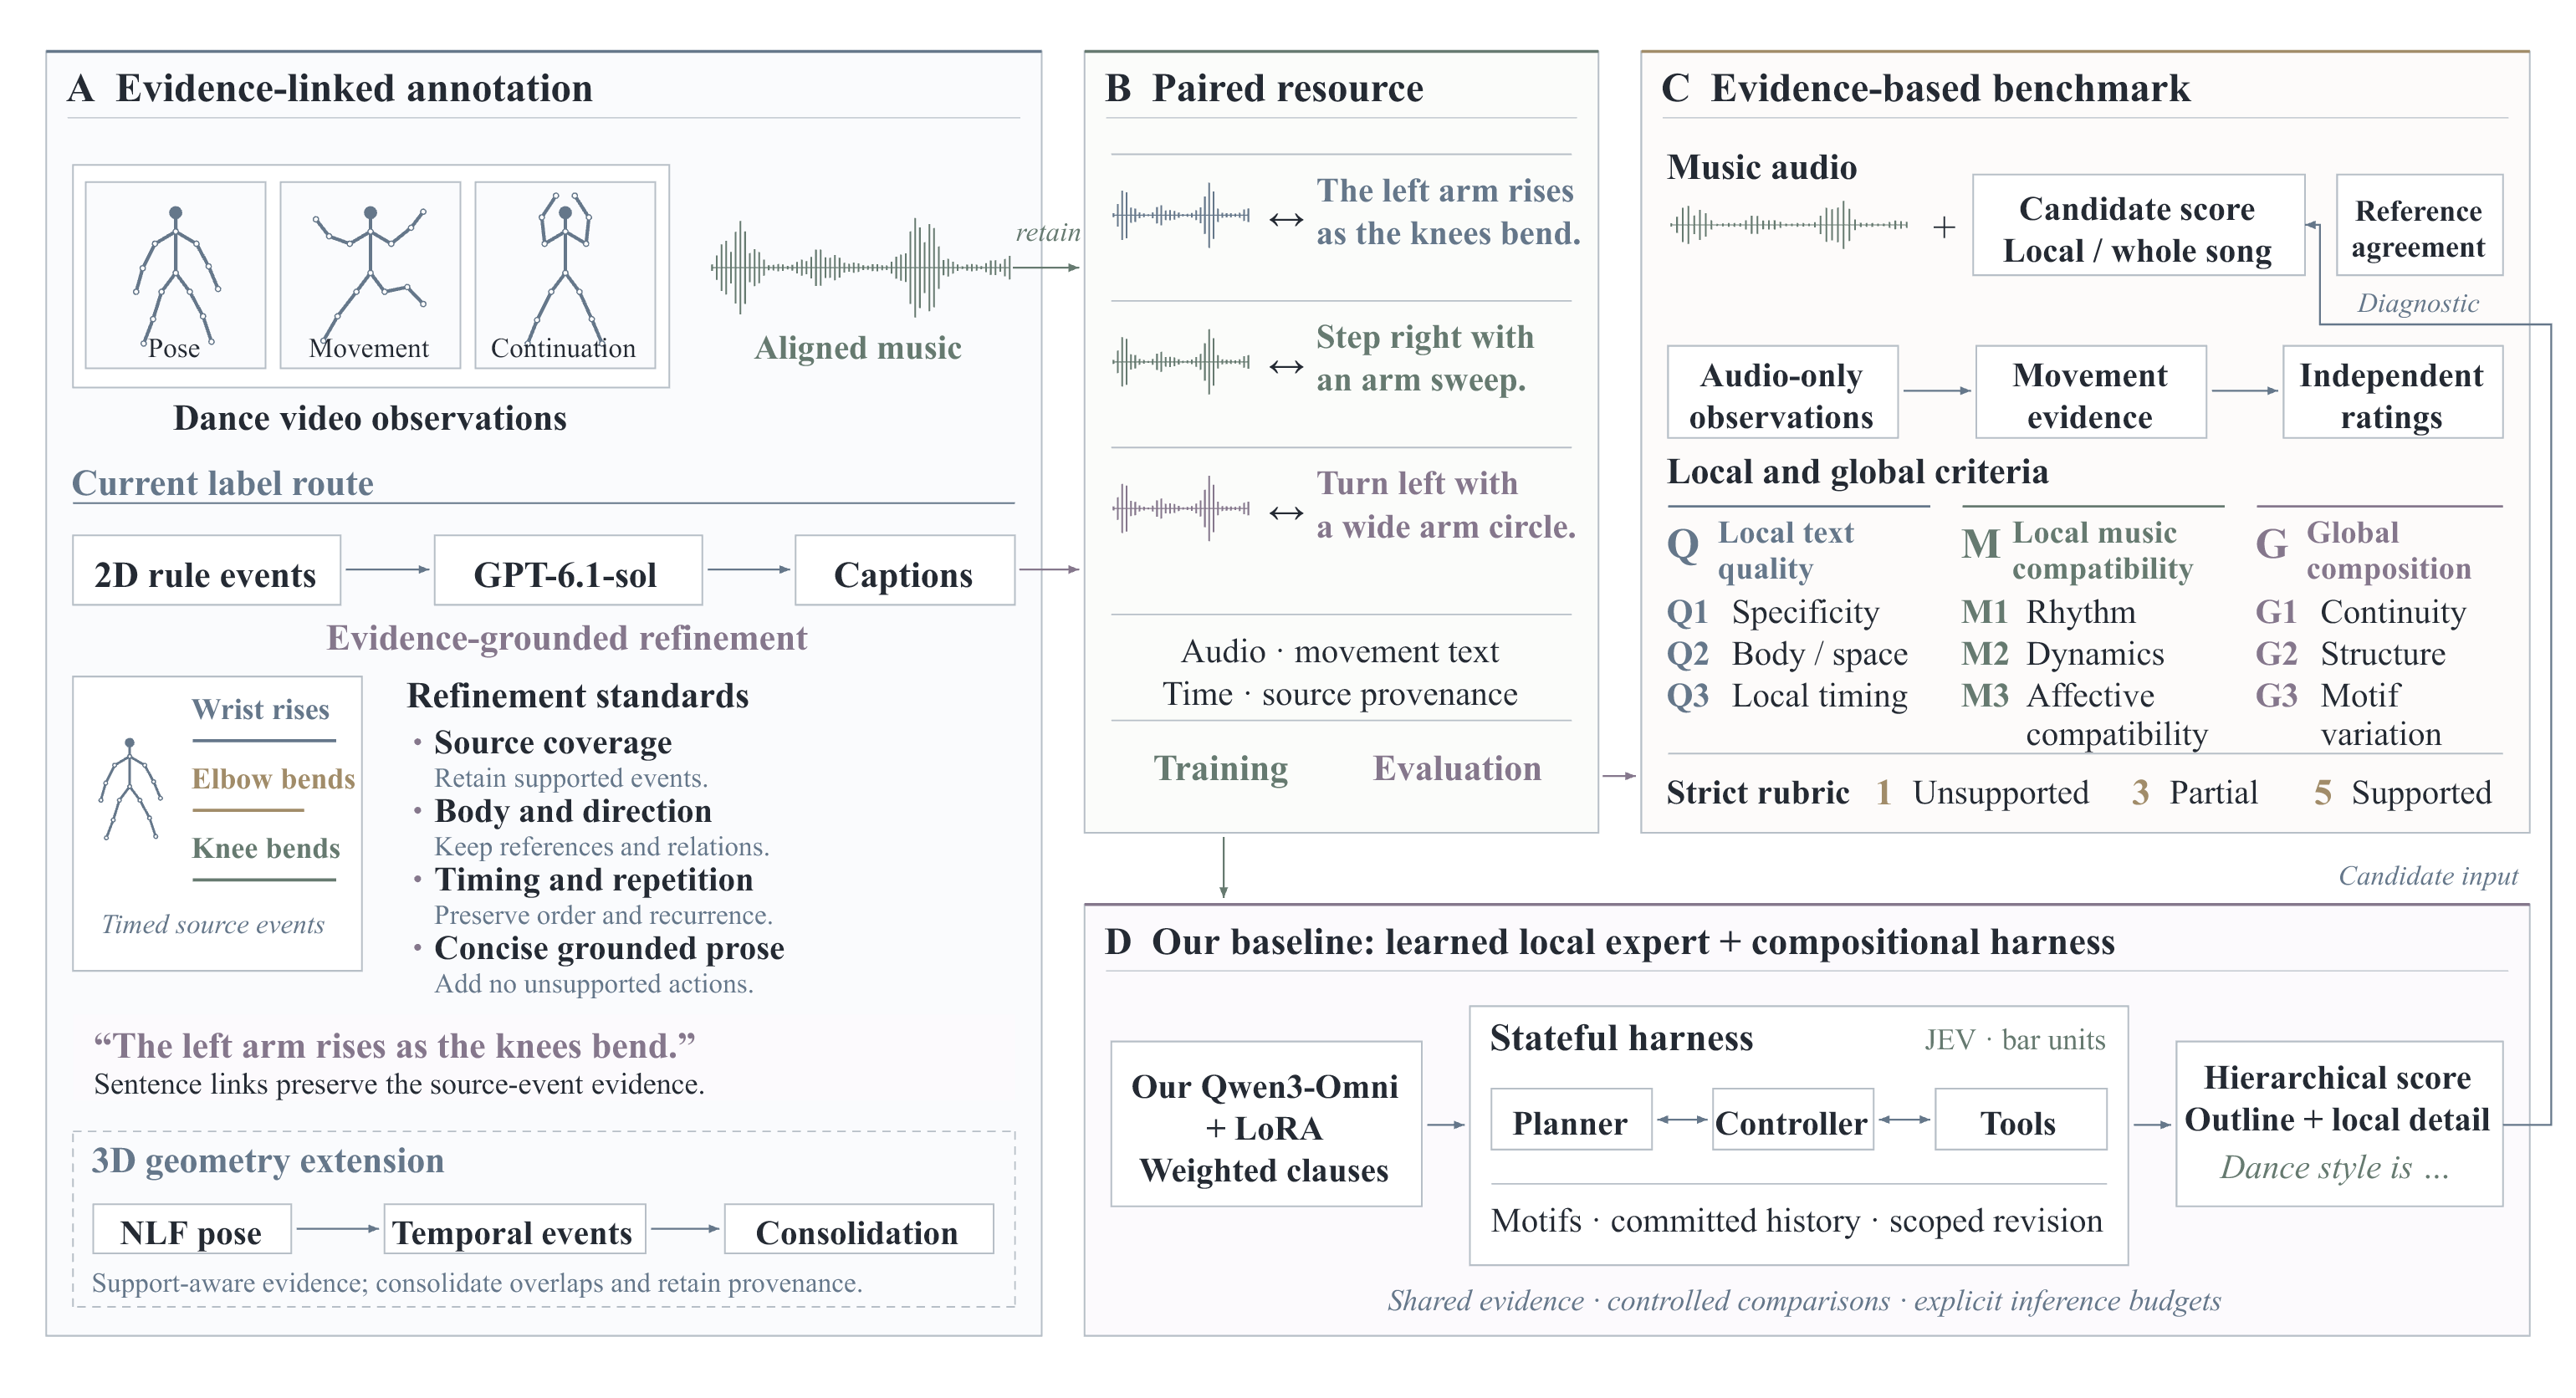 A Evidence-linked annotation
Pose
Movement
Continuation
Dance video observations
retain
Aligned music
Current label route
2D rule events
GPT-6.1-sol
Captions
Evidence-grounded refinement
Wrist rises
Elbow bends
Knee bends
Timed source events
Refinement standards
• Source coverage
Retain supported events.
• Body and direction
Keep references and relations.
• Timing and repetition
Preserve order and recurrence.
• Concise grounded prose
Add no unsupported actions.
“The left arm rises as the knees bend.”
Sentence links preserve the source-event evidence.
3D geometry extension
NLF pose
Temporal events
Consolidation
Support-aware evidence; consolidate overlaps and retain provenance.
B Paired resource
The left arm rises
as the knees bend.
Step right with
an arm sweep.
Turn left with
a wide arm circle.
Audio · movement text
Time · source provenance
Training
Evaluation
C Evidence-based benchmark
Music audio
+
Candidate score
Local / whole song
Reference
agreement
Diagnostic
Audio-only
observations
Movement
evidence
Independent
ratings
Local and global criteria
Q Local text
quality
Q1 Specificity
Q2 Body / space
Q3 Local timing
M Local music
compatibility
M1 Rhythm
M2 Dynamics
M3 Affective
compatibility
G Global
composition
G1 Continuity
G2 Structure
G3 Motif
variation
Strict rubric 1 Unsupported 3 Partial 5 Supported
Candidate input
D Our baseline: learned local expert + compositional harness
Our Qwen3-Omni
+ LoRA
Weighted clauses
Stateful harness
JEV · bar units
Planner
Controller
Tools
Motifs · committed history · scoped revision
Hierarchical score
Outline + local detail
Dance style is ...
Shared evidence · controlled comparisons · explicit inference budgets